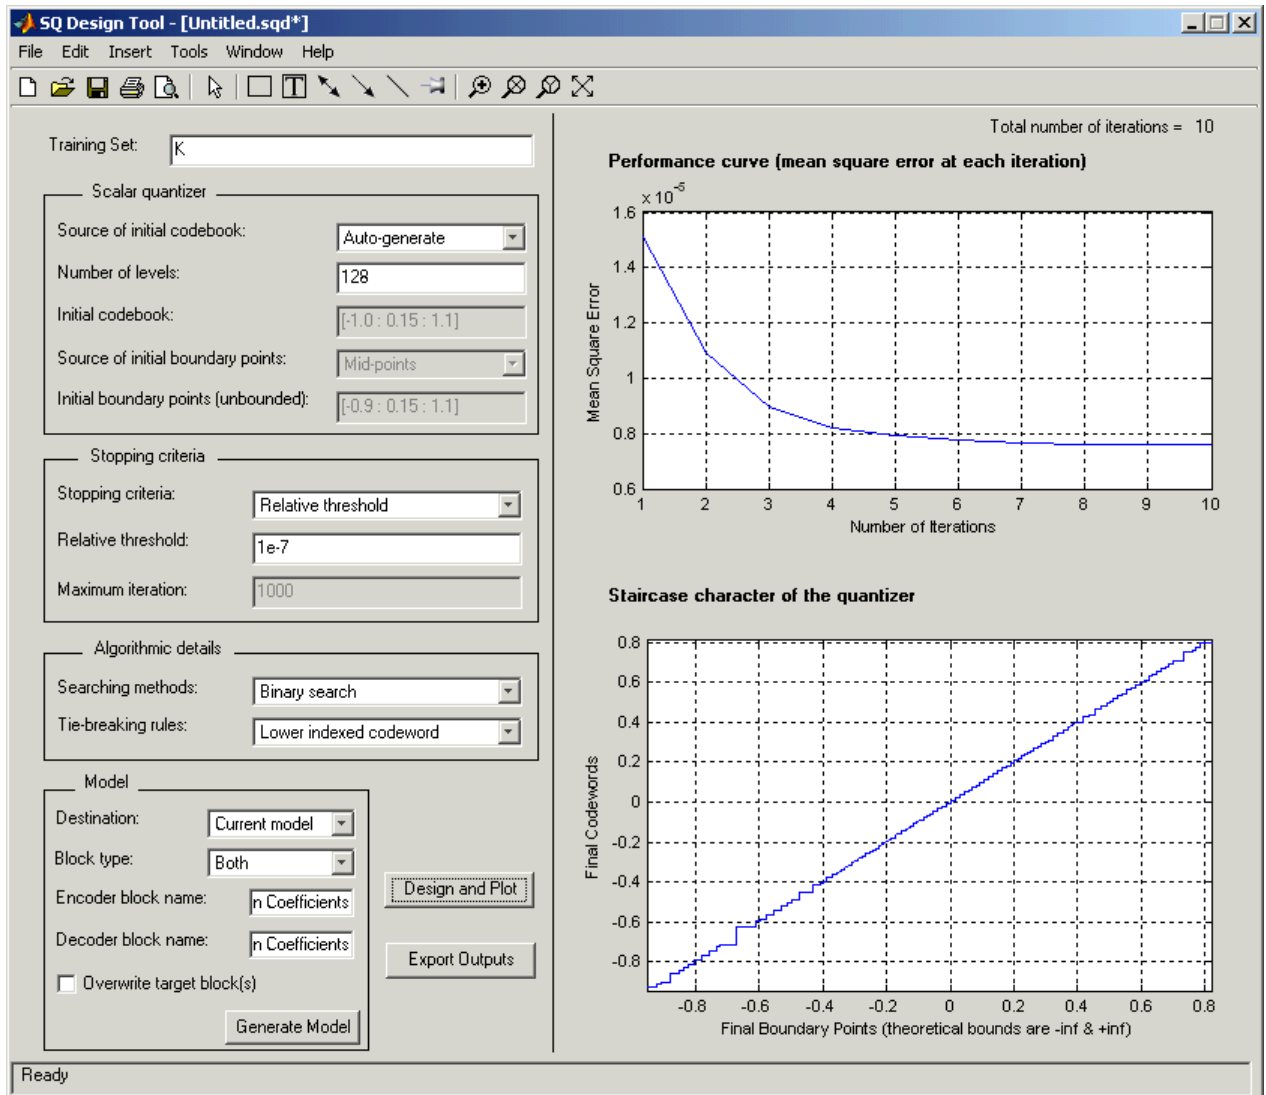 SQ Design Tool - [Untitled.sqd*]
File Edit Insert Tools Window Help
T
Training Set: K
Scalar quantizer
Source of initial codebook: Auto-generate
Number of levels: 128
Initial codebook: [-1.0 : 0.15 : 1.1]
Source of initial boundary points: Mid-points
Initial boundary points (unbounded): [-0.9 : 0.15 : 1.1]
Stopping criteria
Stopping criteria: Relative threshold
Relative threshold: 1e-7
Maximum iteration: 1000
Algorithmic details
Searching methods: Binary search
Tie-breaking rules: Lower indexed codeword
Model
Destination: Current model
Block type: Both
Encoder block name: n Coefficients
Decoder block name: n Coefficients
Overwrite target block(s)
Generate Model
Design and Plot
Export Outputs
Total number of iterations = 10
Performance curve (mean square error at each iteration)
x 10^-5
1.6
1.4
1.2
1
0.8
0.6
Mean Square Error
1 2 3 4 5 6 7 8 9 10
Number of Iterations
Staircase character of the quantizer
0.8
0.6
0.4
0.2
0
-0.2
-0.4
-0.6
-0.8
Final Codewords
-0.8 -0.6 -0.4 -0.2 0 0.2 0.4 0.6 0.8
Final Boundary Points (theoretical bounds are -inf & +inf)
Ready